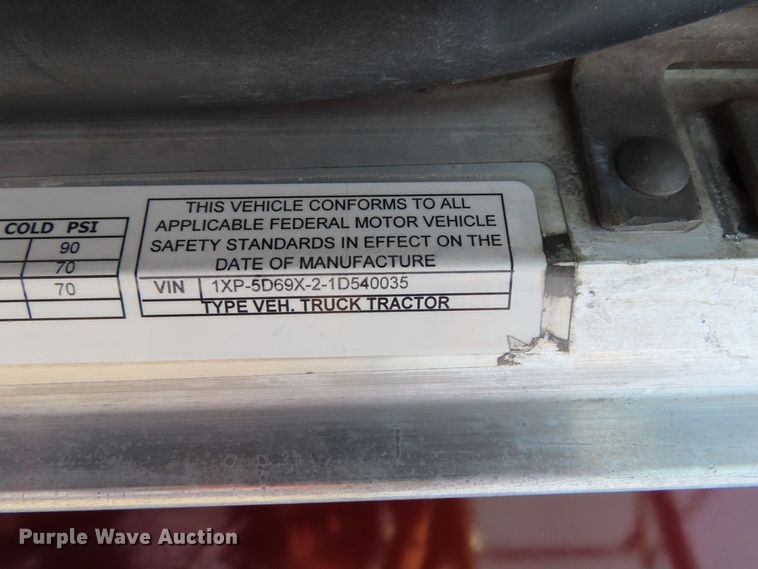 COLD PSI
90
70
70
THIS VEHICLE CONFORMS TO ALL
APPLICABLE FEDERAL MOTOR VEHICLE
SAFETY STANDARDS IN EFFECT ON THE
DATE OF MANUFACTURE
VIN 1XP-5D69X-2-1D540035
TYPE VEH. TRUCK TRACTOR
Purple Wave Auction